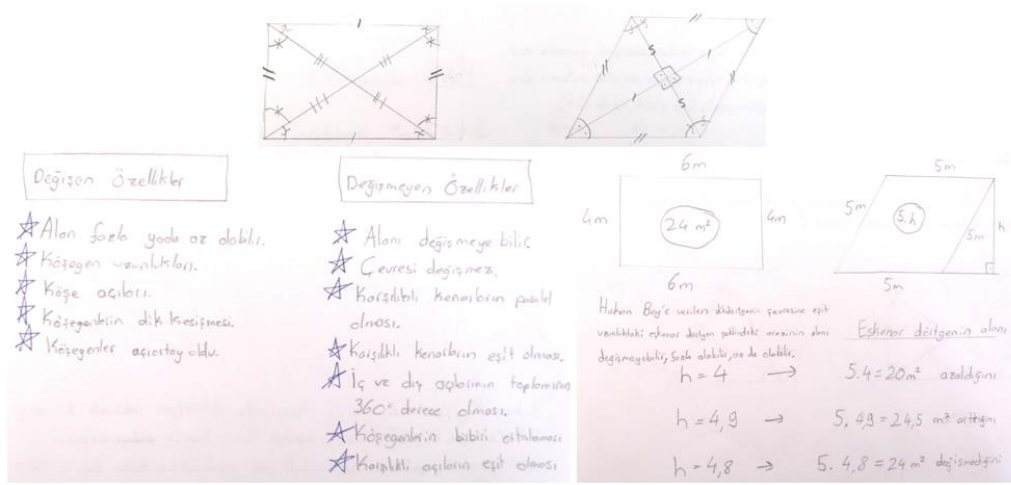 Değişen Özellikler
Alan fazla yada az olabilir.
Köşegen uzunlukları.
Köşe açıları.
Köşegenlerin dik kesişmesi.
Köşegenler açıortay oldu.
Değişmeyen Özellikler
Alanı değişmeye bilir
Çevresi değişmez.
Karşılıklı kenarların paralel
olması.
Karşılıklı kenarların eşit olması.
İç ve dış açılarının toplamının
360° derece olması.
Köşegenlerin birbiri ortalaması
Karşılıklı açıların eşit olması
6m
4m
24 m²
4m
6m
5m
5m
5.h
5m
h
5m
Hakan Bey'e verilen dikdörtgenin çevresine eşit
uzunluktaki eşkenar dörtgen şeklindeki arazinin alanı
değişmeyebilir, fazla olabilir, az da olabilir.
Eşkenar dörtgenin alanı
h = 4 → 5.4 = 20 m² azaldığını
h = 4,9 → 5. 4,9 = 24,5 m² arttığını
h = 4,8 → 5. 4,8 = 24 m² değişmediğini